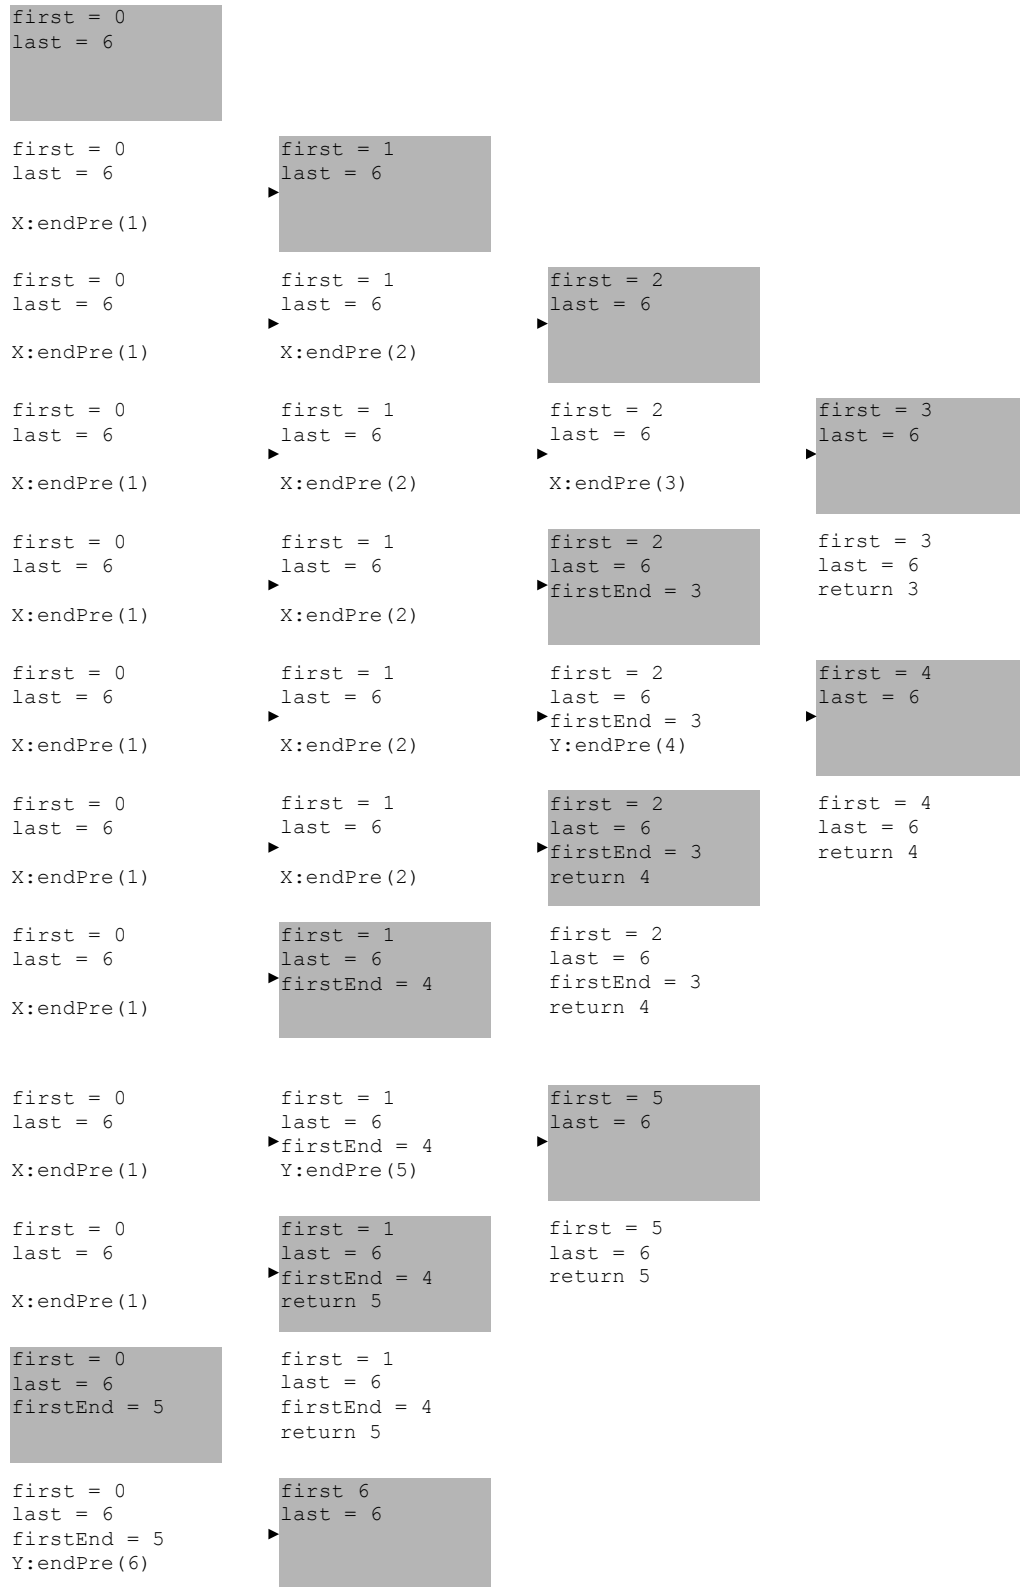 first = 0
last = 6
first = 0
last = 6
X:endPre(1)
first = 1
last = 6
first = 0
last = 6
X:endPre(1)
first = 1
last = 6
X:endPre(2)
first = 2
last = 6
first = 0
last = 6
X:endPre(1)
first = 1
last = 6
X:endPre(2)
first = 2
last = 6
X:endPre(3)
first = 3
last = 6
first = 0
last = 6
X:endPre(1)
first = 1
last = 6
X:endPre(2)
first = 2
last = 6
firstEnd = 3
first = 3
last = 6
return 3
first = 0
last = 6
X:endPre(1)
first = 1
last = 6
X:endPre(2)
first = 2
last = 6
firstEnd = 3
Y:endPre(4)
first = 4
last = 6
first = 0
last = 6
X:endPre(1)
first = 1
last = 6
X:endPre(2)
first = 2
last = 6
firstEnd = 3
return 4
first = 4
last = 6
return 4
first = 0
last = 6
X:endPre(1)
first = 1
last = 6
firstEnd = 4
first = 2
last = 6
firstEnd = 3
return 4
first = 0
last = 6
X:endPre(1)
first = 1
last = 6
firstEnd = 4
Y:endPre(5)
first = 5
last = 6
first = 0
last = 6
X:endPre(1)
first = 1
last = 6
firstEnd = 4
return 5
first = 5
last = 6
return 5
first = 0
last = 6
firstEnd = 5
first = 1
last = 6
firstEnd = 4
return 5
first = 0
last = 6
firstEnd = 5
Y:endPre(6)
first 6
last = 6